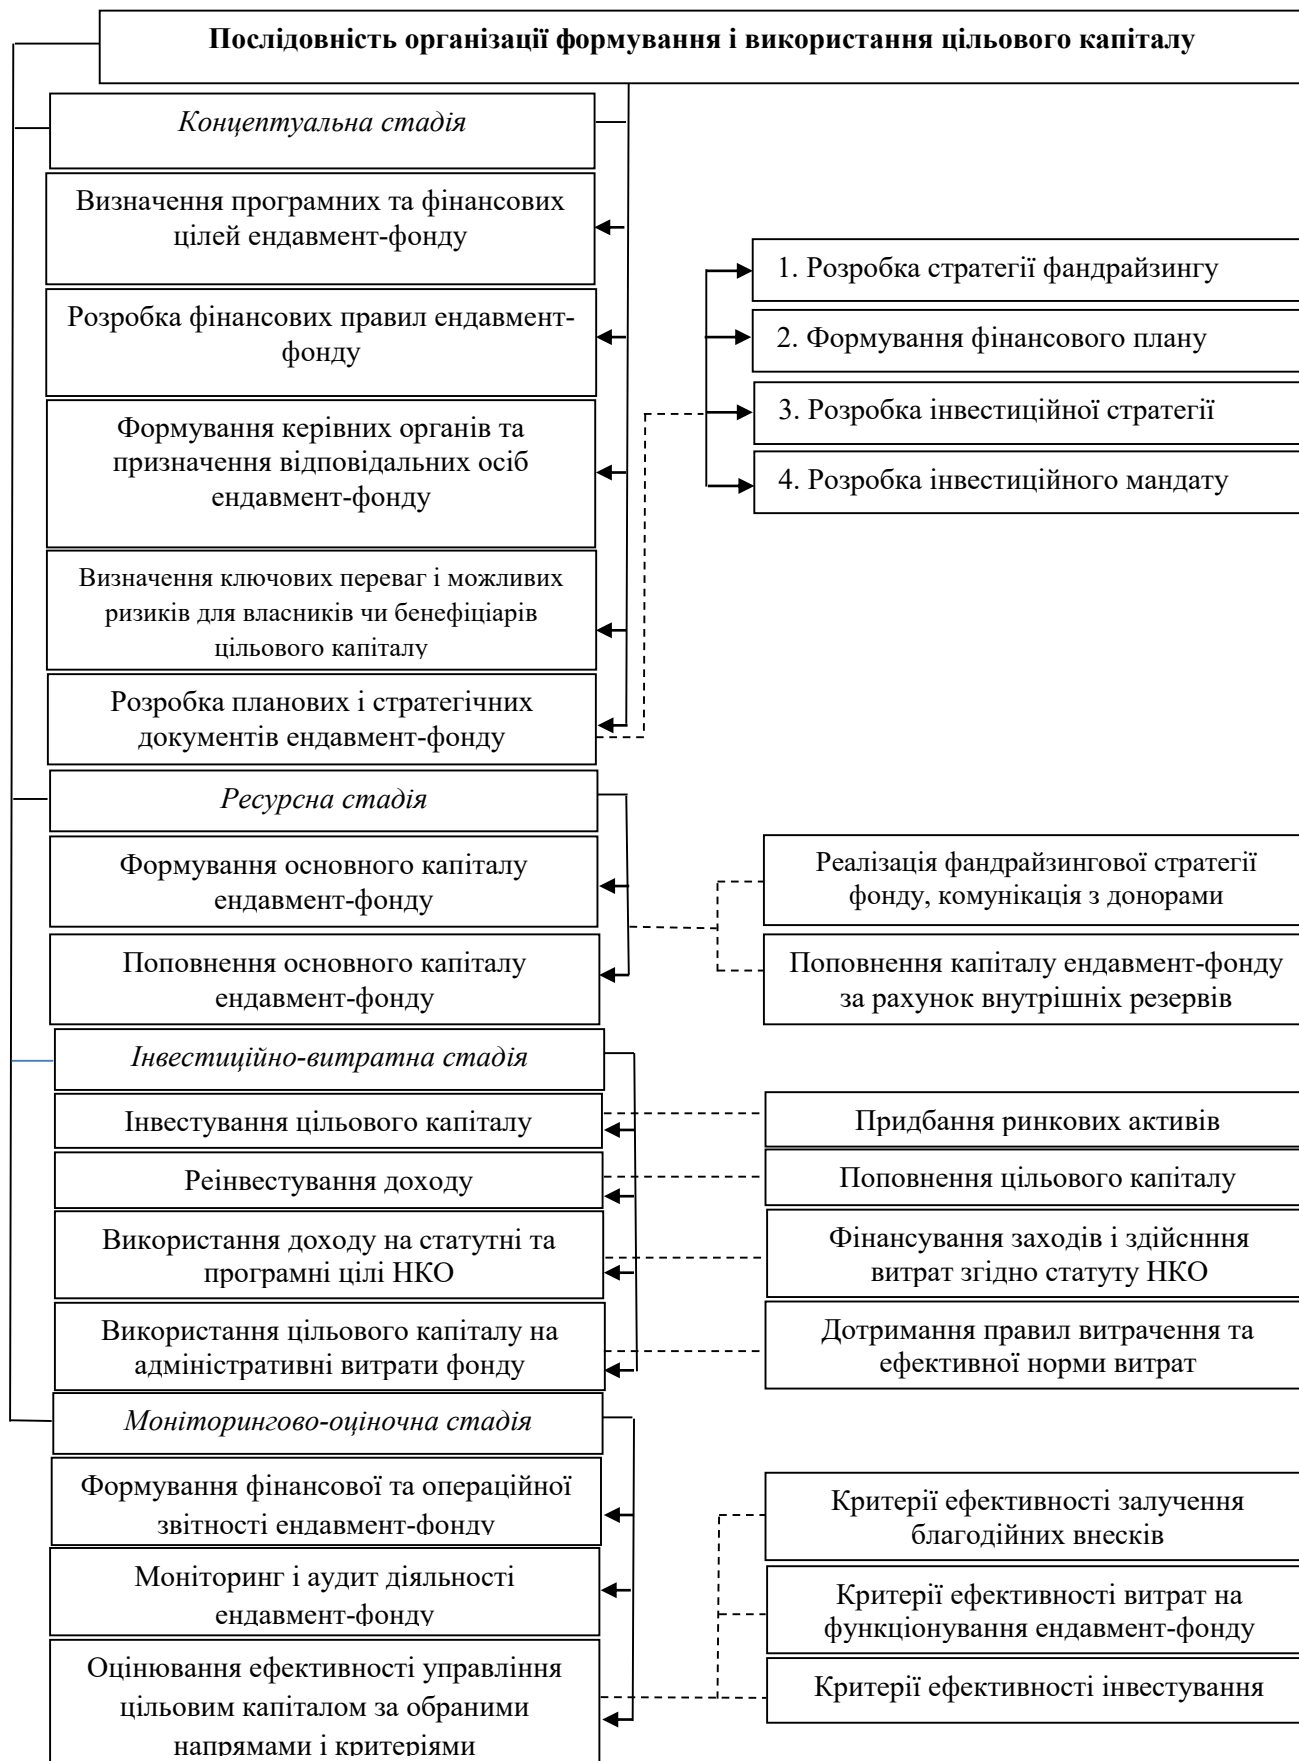 Послідовність організації формування і використання цільового капіталу
Концептуальна стадія
Визначення програмних та фінансових
цілей ендавмент-фонду
Розробка фінансових правил ендавмент-
фонду
Формування керівних органів та
призначення відповідальних осіб
ендавмент-фонду
Визначення ключових переваг і можливих
ризиків для власників чи бенефіціарів
цільового капіталу
Розробка планових і стратегічних
документів ендавмент-фонду
1. Розробка стратегії фандрайзингу
2. Формування фінансового плану
3. Розробка інвестиційної стратегії
4. Розробка інвестиційного мандату
Ресурсна стадія
Формування основного капіталу
ендавмент-фонду
Поповнення основного капіталу
ендавмент-фонду
Реалізація фандрайзингової стратегії
фонду, комунікація з донорами
Поповнення капіталу ендавмент-фонду
за рахунок внутрішніх резервів
Інвестиційно-витратна стадія
Інвестування цільового капіталу
Придбання ринкових активів
Реінвестування доходу
Поповнення цільового капіталу
Використання доходу на статутні та
програмні цілі НКО
Фінансування заходів і здійснння
витрат згідно статуту НКО
Використання цільового капіталу на
адміністративні витрати фонду
Дотримання правил витрачення та
ефективної норми витрат
Моніторингово-оціночна стадія
Формування фінансової та операційної
звітності ендавмент-фонду
Моніторинг і аудит діяльності
ендавмент-фонду
Оцінювання ефективності управління
цільовим капіталом за обраними
напрямами і критеріями
Критерії ефективності залучення
благодійних внесків
Критерії ефективності витрат на
функціонування ендавмент-фонду
Критерії ефективності інвестування